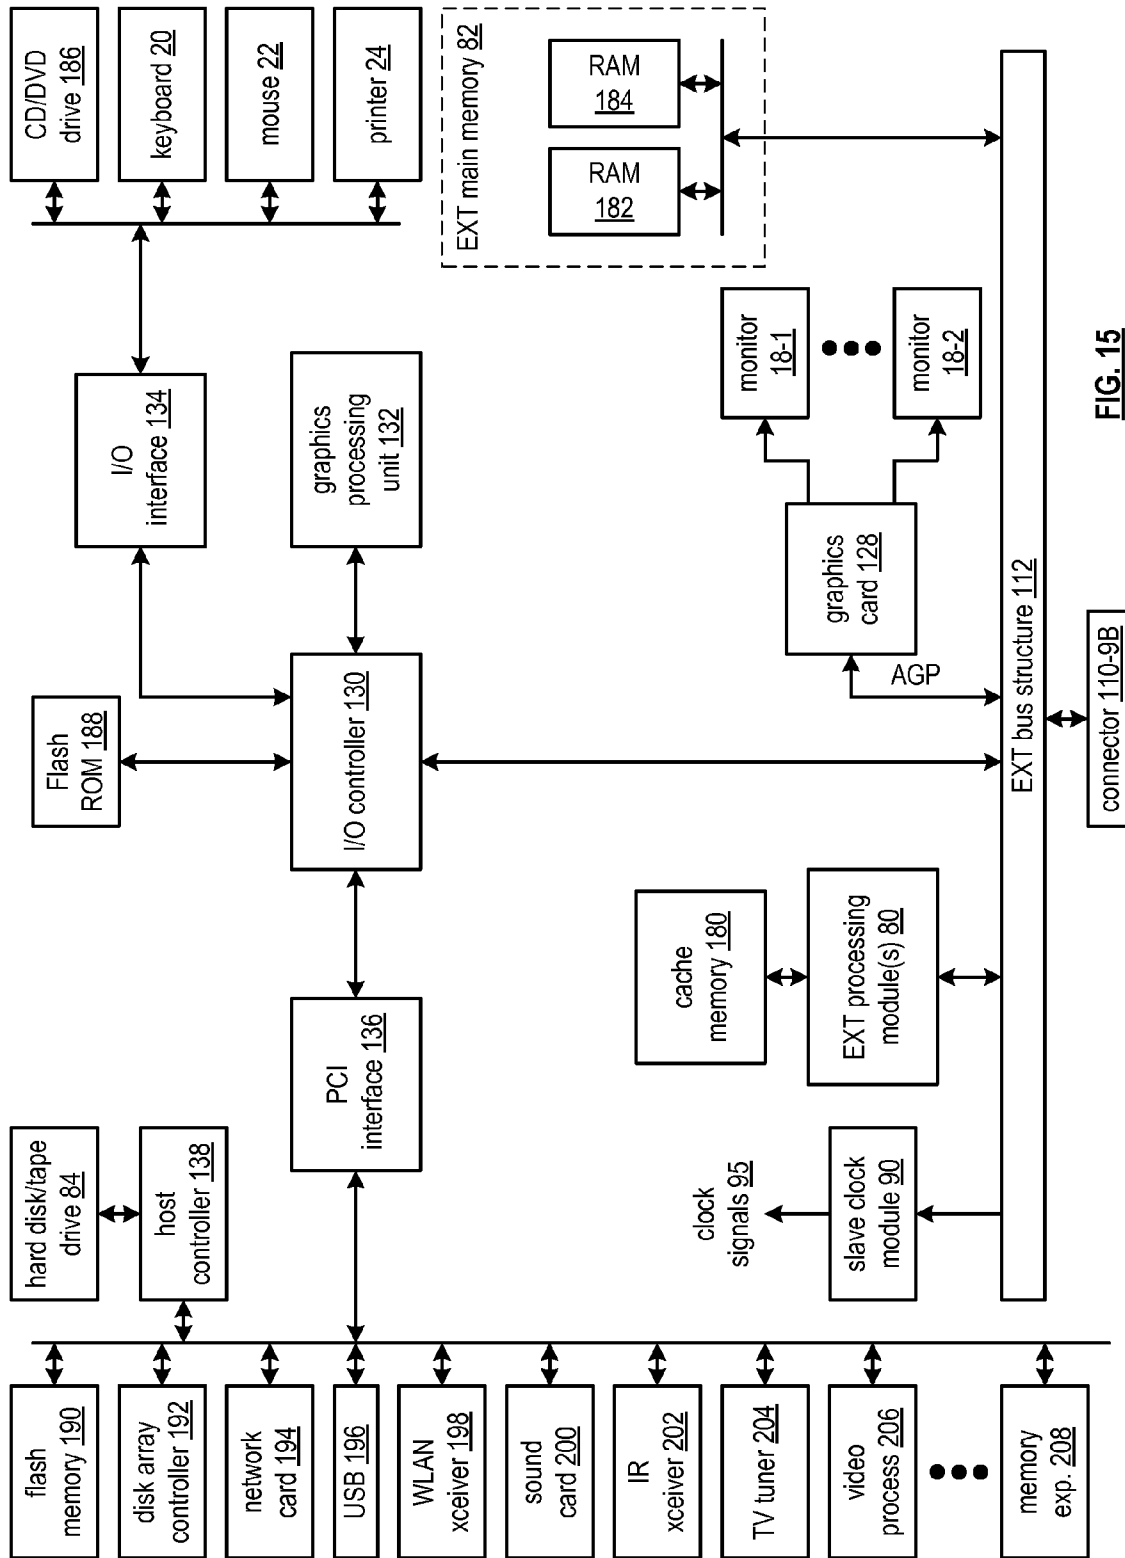 flash
memory 190
disk array
controller 192
network
card 194
USB 196
WLAN
xceiver 198
sound
card 200
IR
xceiver 202
TV tuner 204
video
process 206
memory
exp. 208
hard disk/tape
drive 84
host
controller 138
PCI
interface 136
clock
signals 95
slave clock
module 90
Flash
ROM 188
I/O controller 130
cache
memory 180
EXT processing
module(s) 80
I/O
interface 134
graphics
processing
unit 132
AGP
graphics
card 128
monitor
18-1
monitor
18-2
CD/DVD
drive 186
keyboard 20
mouse 22
printer 24
EXT main memory 82
RAM
182
RAM
184
EXT bus structure 112
connector 110-9B
FIG. 15